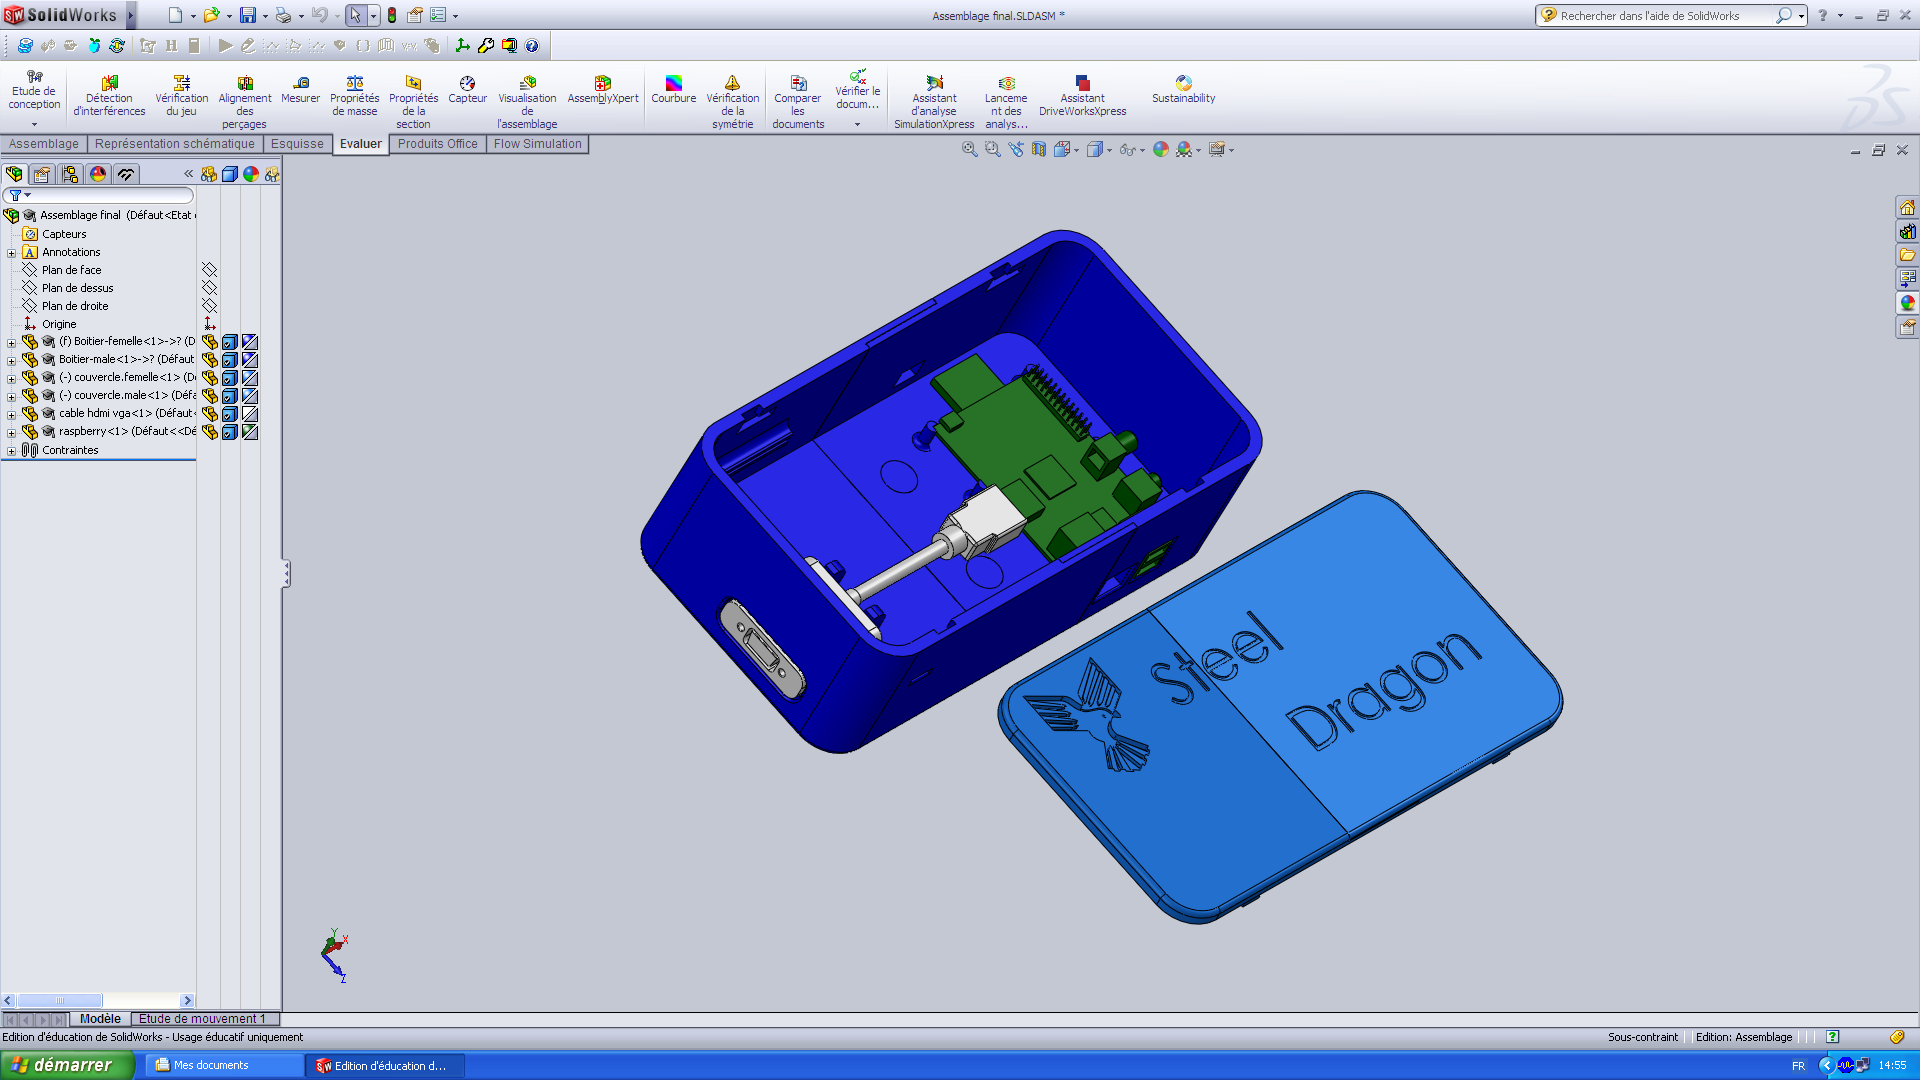 SolidWorks
Assemblage final.SLDASM *
Rechercher dans l'aide de SolidWorks
Etude de conception
Détection d'interférences
Vérification du jeu
Alignement des perçages
Mesurer
Propriétés de masse
Propriétés de la section
Capteur
Visualisation de l'assemblage
AssemblyXpert
Courbure
Vérification de la symétrie
Comparer les documents
Vérifier le docum...
Assistant d'analyse SimulationXpress
Lanceme nt des analys...
Assistant DriveWorksXpress
Sustainability
Assemblage
Représentation schématique
Esquisse
Evaluer
Produits Office
Flow Simulation
Assemblage final (Défaut<Etat
Capteurs
Annotations
Plan de face
Plan de dessus
Plan de droite
Origine
(f) Boitier-femelle<1>->? (D
Boitier-male<1>->? (Défaut
(-) couvercle.femelle<1> (D
(-) couvercle.male<1> (Défa
cable hdmi vga<1> (Défaut<
raspberry<1> (Défaut<<Dé
Contraintes
Steel
Dragon
Y
X
Z
Modèle
Etude de mouvement 1
Edition d'éducation de SolidWorks - Usage éducatif uniquement
Sous-contraint
Edition: Assemblage
démarrer
Mes documents
Edition d'éducation d...
FR
14:55